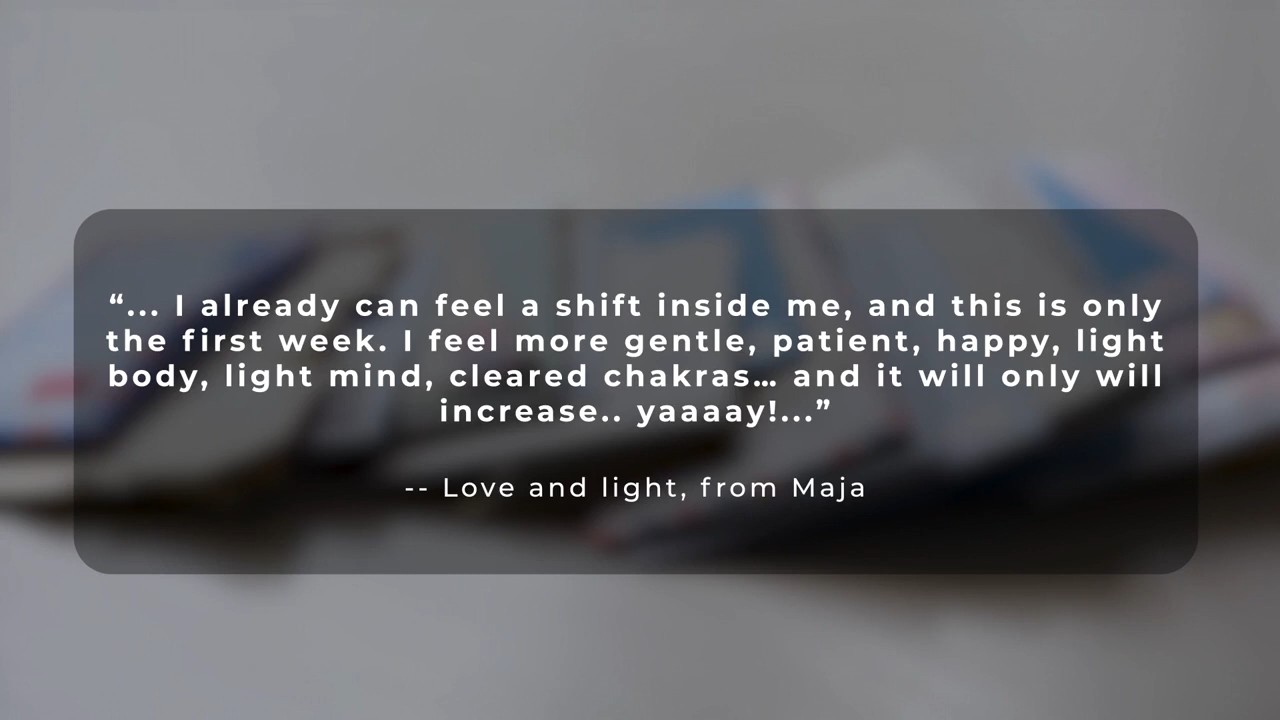 “... I already can feel a shift inside me, and this is only
the first week. I feel more gentle, patient, happy, light
body, light mind, cleared chakras… and it will only will
increase.. yaaaay!...”
-- Love and light, from Maja